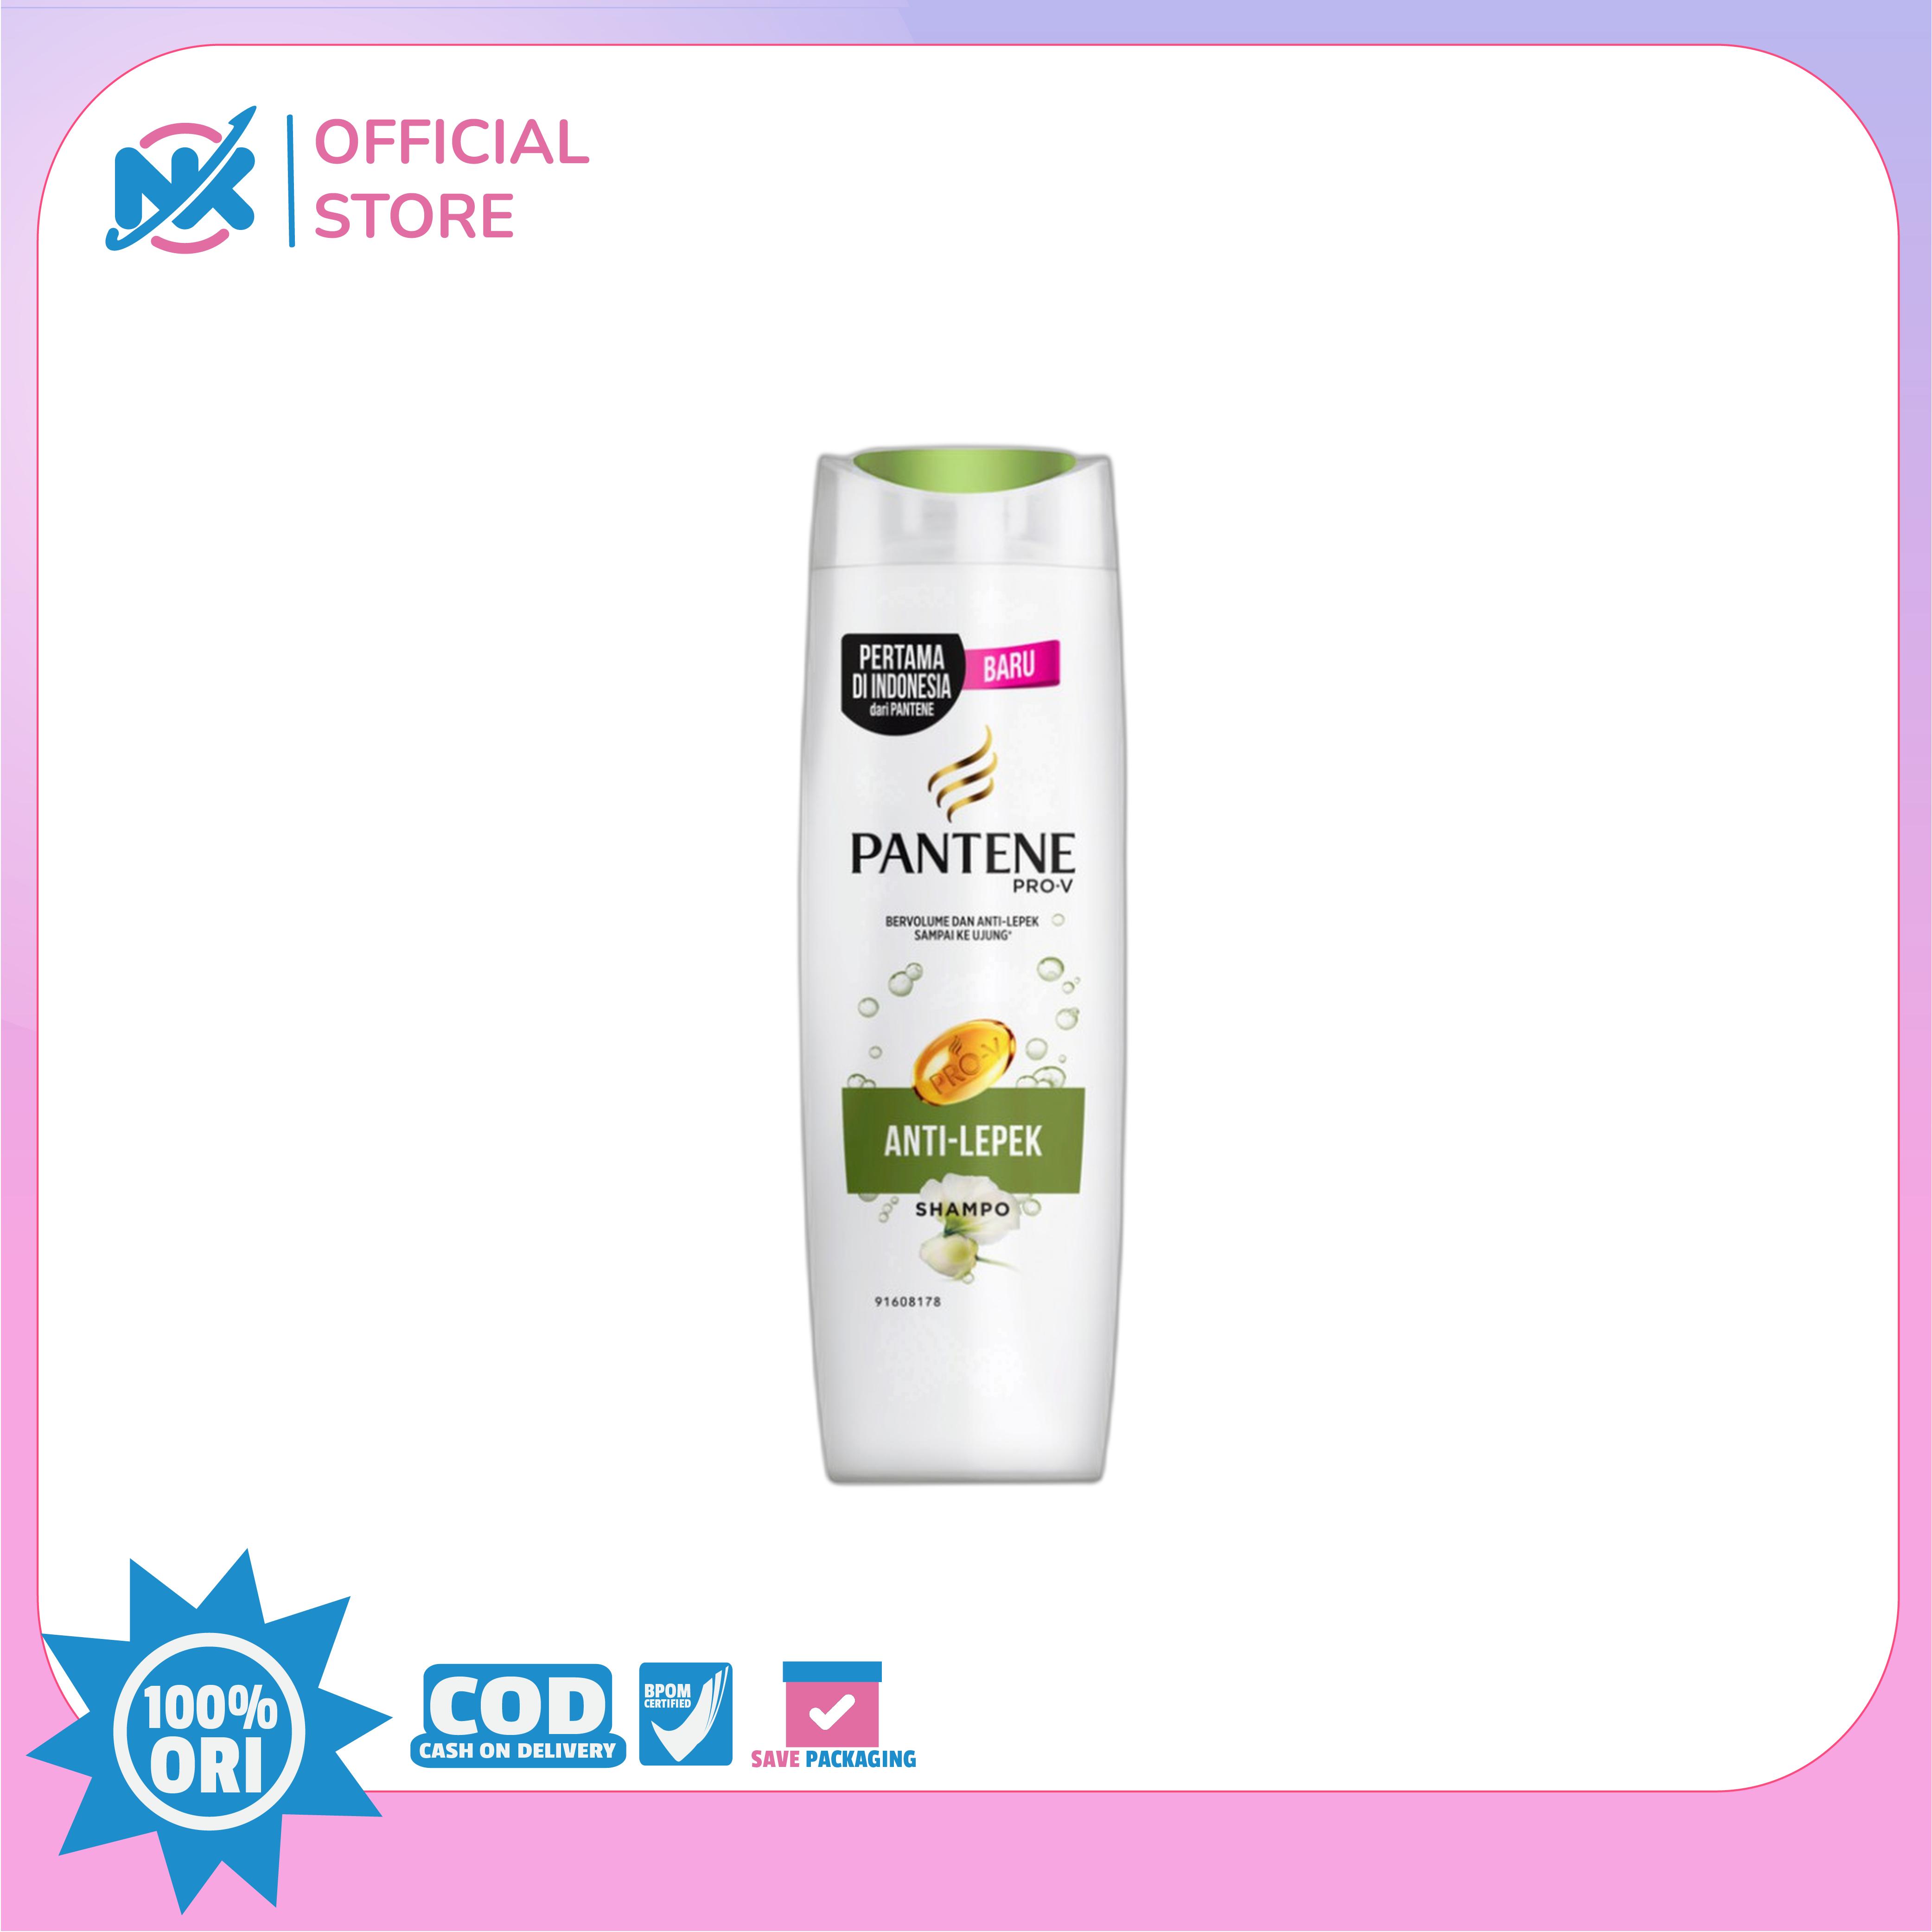 NK
OFFICIAL
STORE
PERTAMA
DI INDONESIA
dari PANTENE
BARU
PANTENE
PRO-V
BERVOLUME DAN ANTI-LEPEK
SAMPAI KE UJUNG*
PRO-V
ANTI-LEPEK
SHAMPO
91608178
100%
ORI
COD
CASH ON DELIVERY
BPOM
CERTIFIED
SAVE PACKAGING